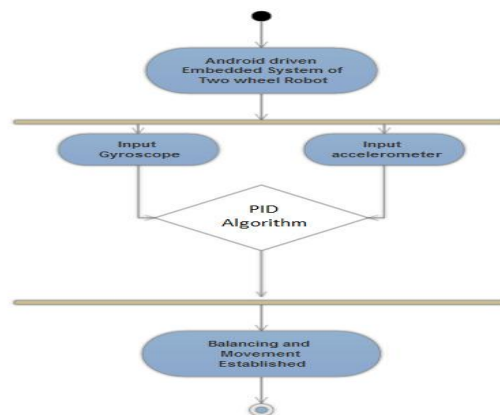 Android driven
Embedded System of
Two wheel Robot
Input
Gyroscope
Input
accelerometer
PID
Algorithm
Balancing and
Movement
Established